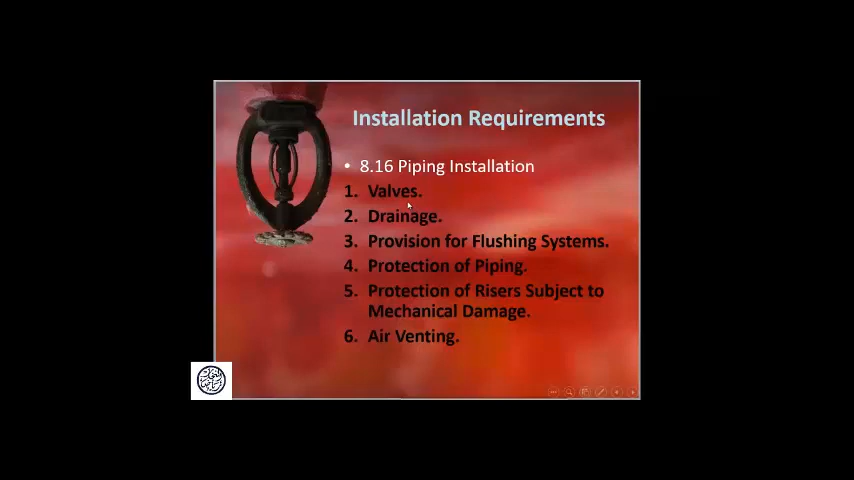 Installation Requirements
• 8.16 Piping Installation
1. Valves.
2. Drainage.
3. Provision for Flushing Systems.
4. Protection of Piping.
5. Protection of Risers Subject to
Mechanical Damage.
6. Air Venting.